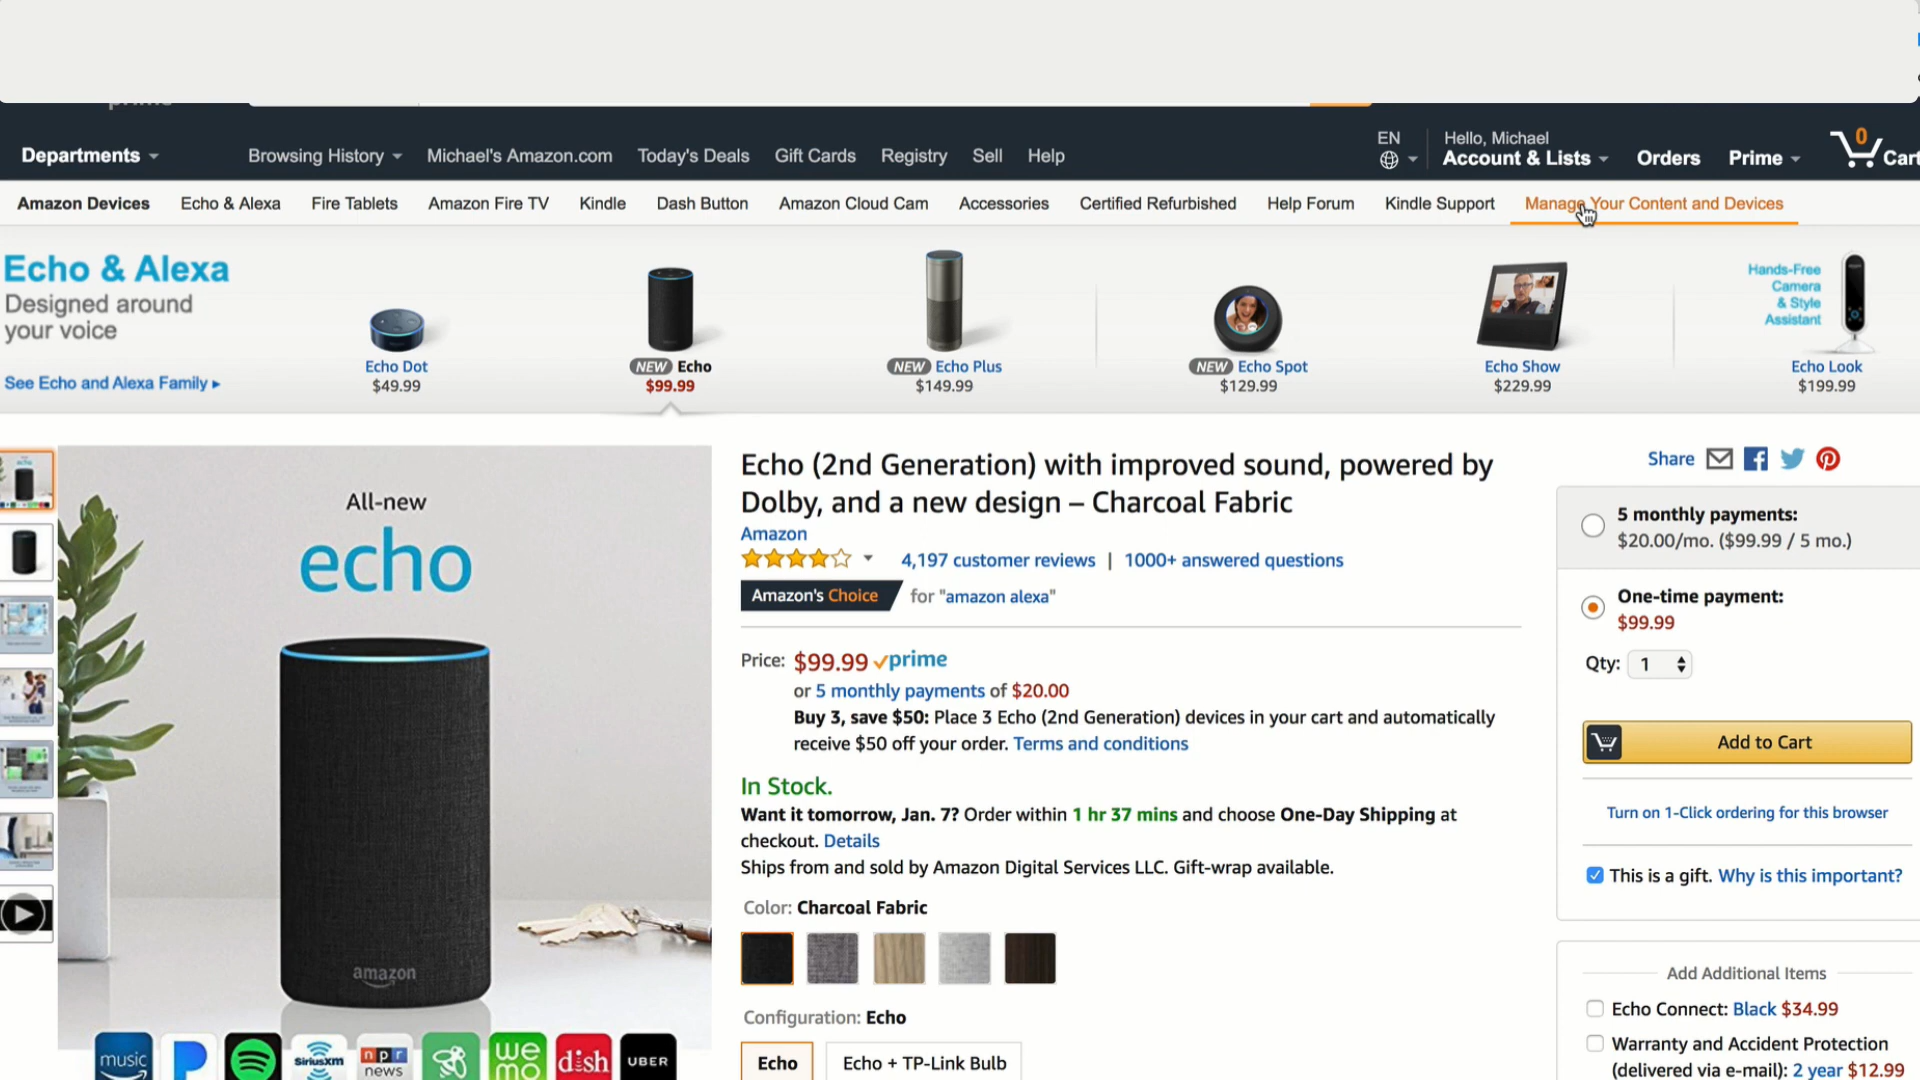 Departments
Browsing History
Michael's Amazon.com
Today's Deals
Gift Cards
Registry
Sell
Help
EN
Hello, Michael
Account & Lists
Orders
Prime
0
Cart
Amazon Devices
Echo & Alexa
Fire Tablets
Amazon Fire TV
Kindle
Dash Button
Amazon Cloud Cam
Accessories
Certified Refurbished
Help Forum
Kindle Support
Manage Your Content and Devices
Echo & Alexa
Designed around
your voice
See Echo and Alexa Family ▸
Echo Dot
$49.99
NEW Echo
$99.99
NEW Echo Plus
$149.99
NEW Echo Spot
$129.99
Echo Show
$229.99
Hands-Free
Camera
& Style
Assistant
Echo Look
$199.99
All-new
echo
amazon
music
SiriusXM
npr
news
we
mo
dish
UBER
Echo (2nd Generation) with improved sound, powered by
Dolby, and a new design – Charcoal Fabric
Amazon
4,197 customer reviews | 1000+ answered questions
Amazon's Choice for "amazon alexa"
Price: $99.99 prime
or 5 monthly payments of $20.00
Buy 3, save $50: Place 3 Echo (2nd Generation) devices in your cart and automatically
receive $50 off your order. Terms and conditions
In Stock.
Want it tomorrow, Jan. 7? Order within 1 hr 37 mins and choose One-Day Shipping at
checkout. Details
Ships from and sold by Amazon Digital Services LLC. Gift-wrap available.
Color: Charcoal Fabric
Configuration: Echo
Echo
Echo + TP-Link Bulb
Share
5 monthly payments:
$20.00/mo. ($99.99 / 5 mo.)
One-time payment:
$99.99
Qty: 1
Add to Cart
Turn on 1-Click ordering for this browser
This is a gift. Why is this important?
Add Additional Items
Echo Connect: Black $34.99
Warranty and Accident Protection
(delivered via e-mail): 2 year $12.99